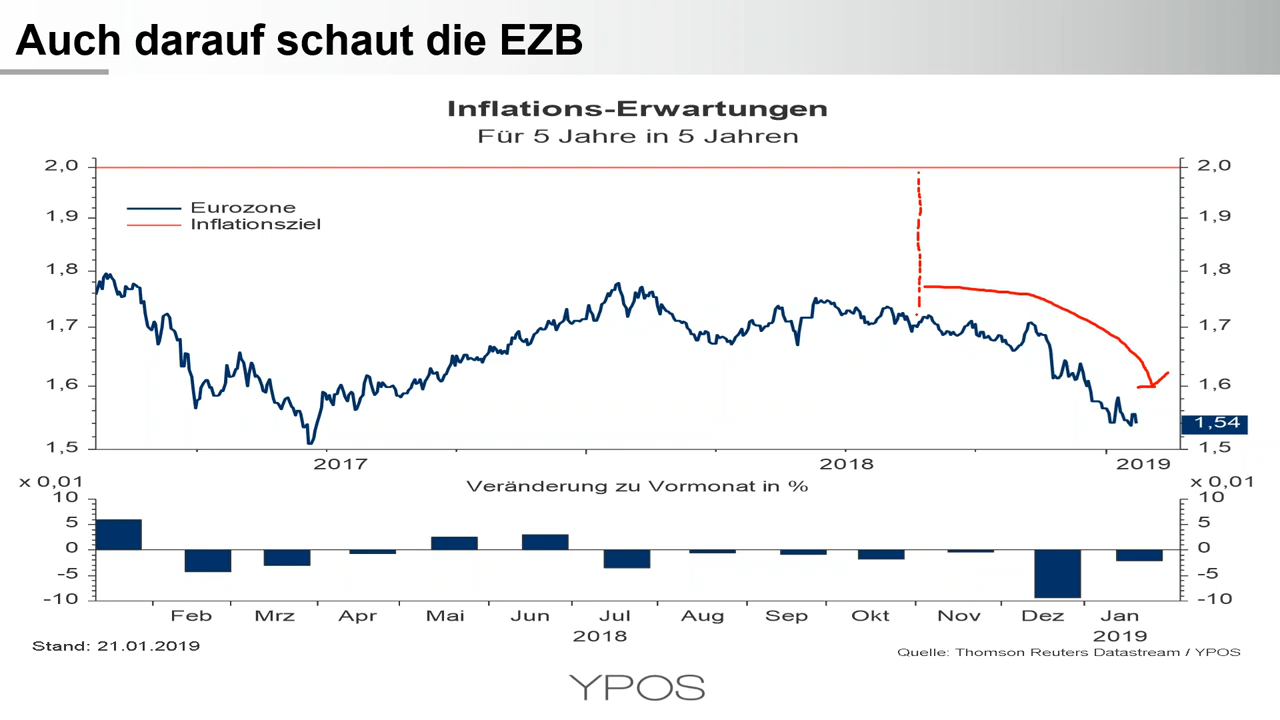 Auch darauf schaut die EZB
Inflations-Erwartungen
Für 5 Jahre in 5 Jahren
2,0 2,0
Eurozone
Inflationsziel
1,9 1,9
1,8 1,8
1,7 1,7
1,6 1,6
1,54
1,5 1,5
2017 2018 2019
x 0,01 Veränderung zu Vormonat in % x 0,01
10 10
5 5
0 0
-5 -5
-10 -10
Feb Mrz Apr Mai Jun Jul Aug Sep Okt Nov Dez Jan
2018 2019
Stand: 21.01.2019
Quelle: Thomson Reuters Datastream / YPOS
YPOS